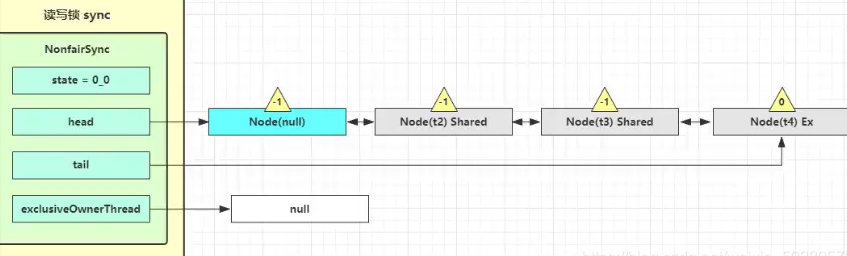 读写锁 sync
NonfairSync
state = 0_0
head
tail
exclusiveOwnerThread
-1
-1
-1
0
Node(null)
Node(t2) Shared
Node(t3) Shared
Node(t4) Ex
null